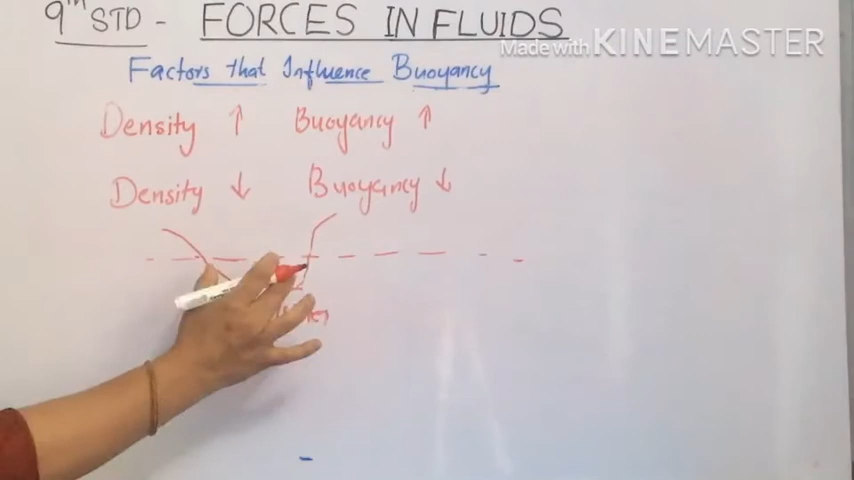 9th STD - FORCES IN FLUIDS
Made with KINEMASTER
Factors that Influence Buoyancy
Density ↑ Buoyancy ↑
Density ↓ Buoyancy ↓